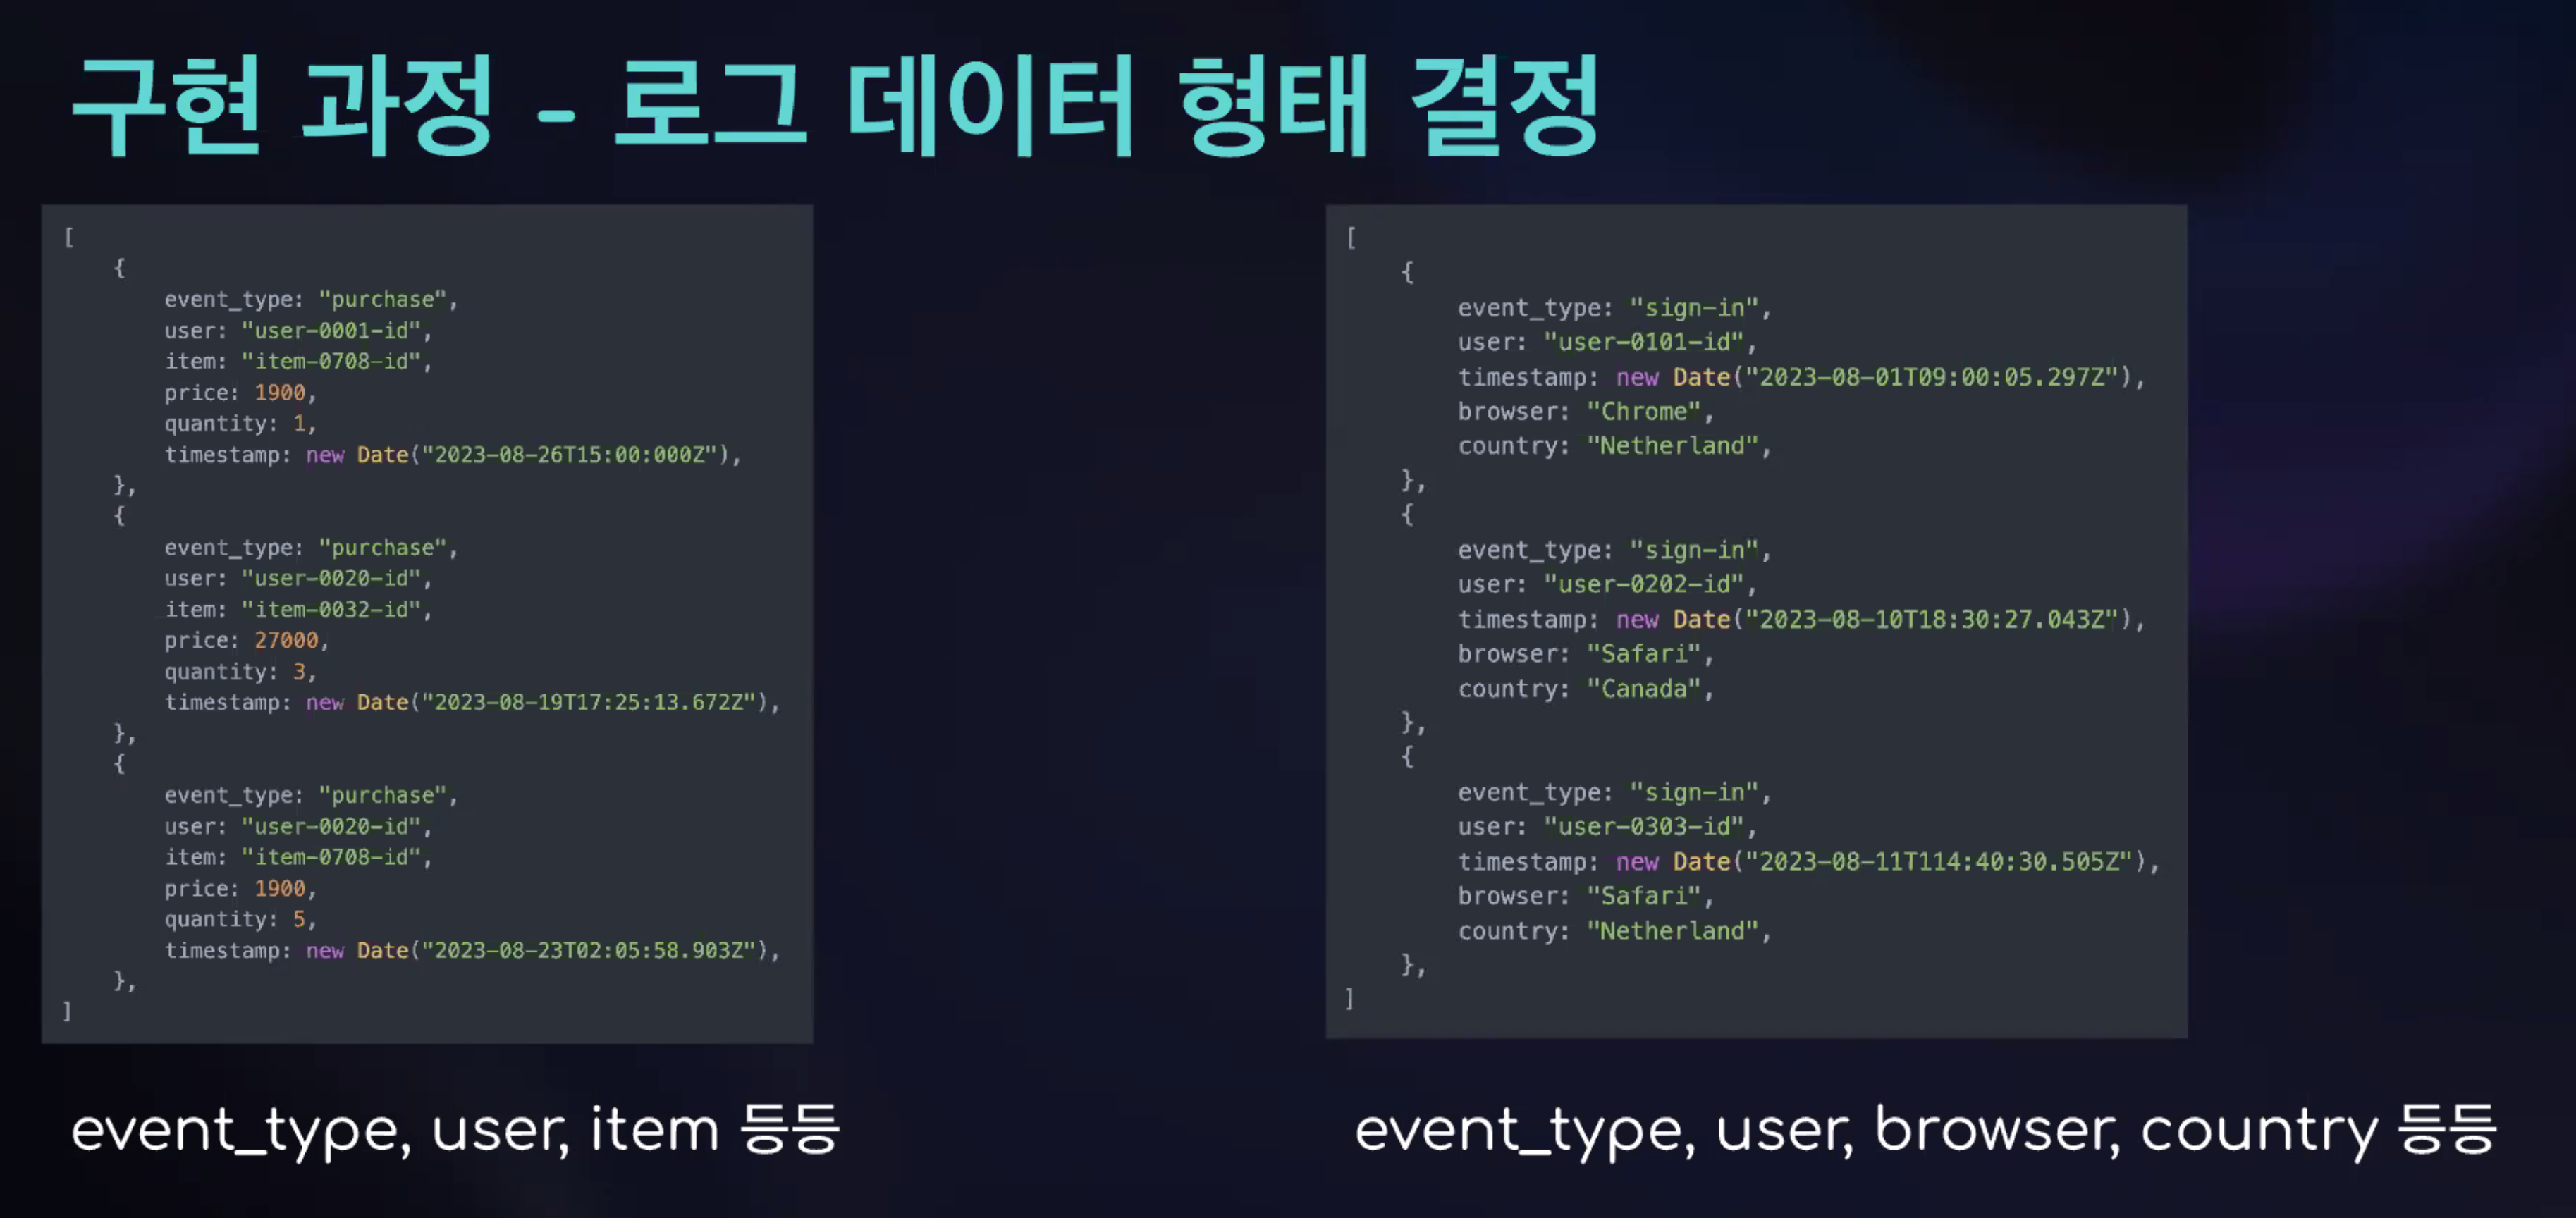 구현 과정 - 로그 데이터 형태 결정
[
{
event_type: "purchase",
user: "user-0001-id",
item: "item-0708-id",
price: 1900,
quantity: 1,
timestamp: new Date("2023-08-26T15:00:000Z"),
},
{
event_type: "purchase",
user: "user-0020-id",
item: "item-0032-id",
price: 27000,
quantity: 3,
timestamp: new Date("2023-08-19T17:25:13.672Z"),
},
{
event_type: "purchase",
user: "user-0020-id",
item: "item-0708-id",
price: 1900,
quantity: 5,
timestamp: new Date("2023-08-23T02:05:58.903Z"),
},
]
event_type, user, item 등등
[
{
event_type: "sign-in",
user: "user-0101-id",
timestamp: new Date("2023-08-01T09:00:05.297Z"),
browser: "Chrome",
country: "Netherland",
},
{
event_type: "sign-in",
user: "user-0202-id",
timestamp: new Date("2023-08-10T18:30:27.043Z"),
browser: "Safari",
country: "Canada",
},
{
event_type: "sign-in",
user: "user-0303-id",
timestamp: new Date("2023-08-11T114:40:30.505Z"),
browser: "Safari",
country: "Netherland",
},
]
event_type, user, browser, country 등등